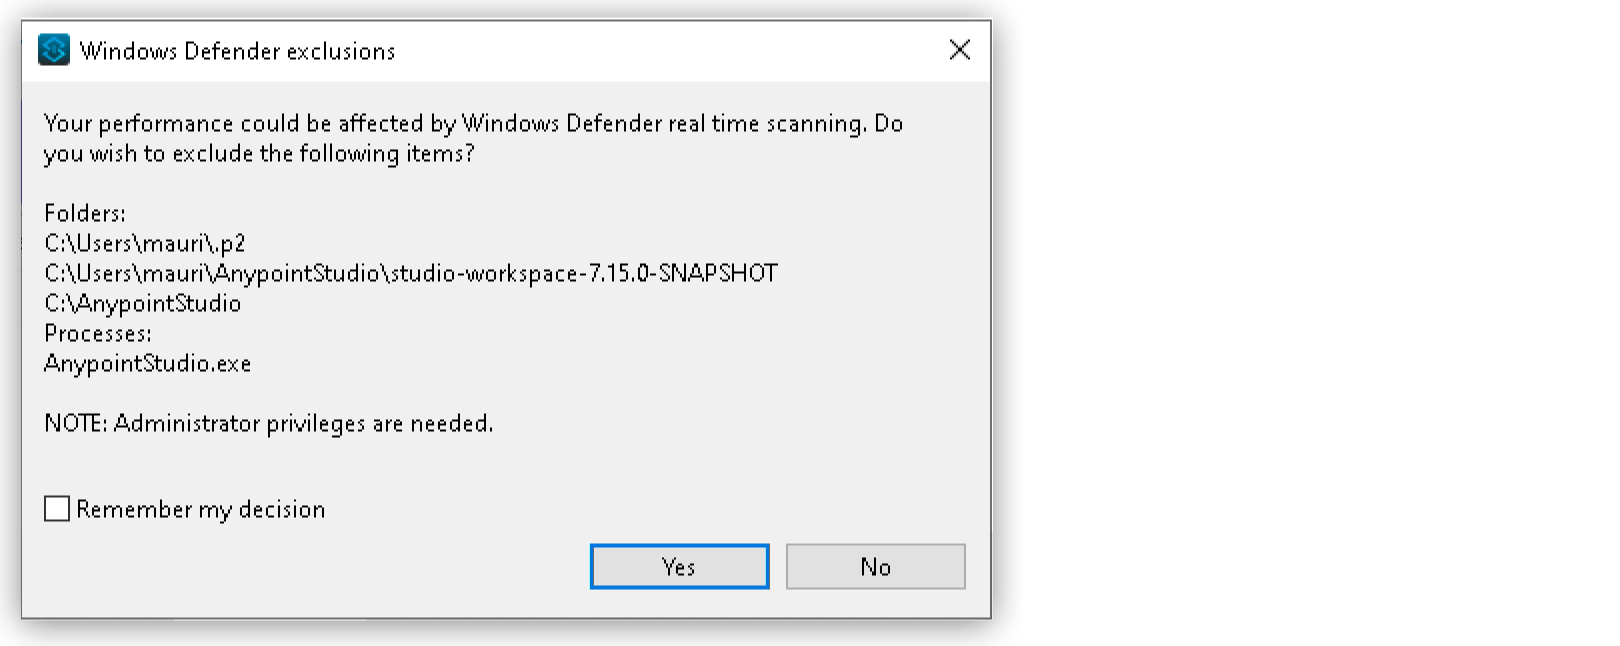 Windows Defender exclusions
Your performance could be affected by Windows Defender real time scanning. Do
you wish to exclude the following items?
Folders:
C:\Users\mauri\.p2
C:\Users\mauri\AnypointStudio\studio-workspace-7.15.0-SNAPSHOT
C:\AnypointStudio
Processes:
AnypointStudio.exe
NOTE: Administrator privileges are needed.
Remember my decision
Yes
No